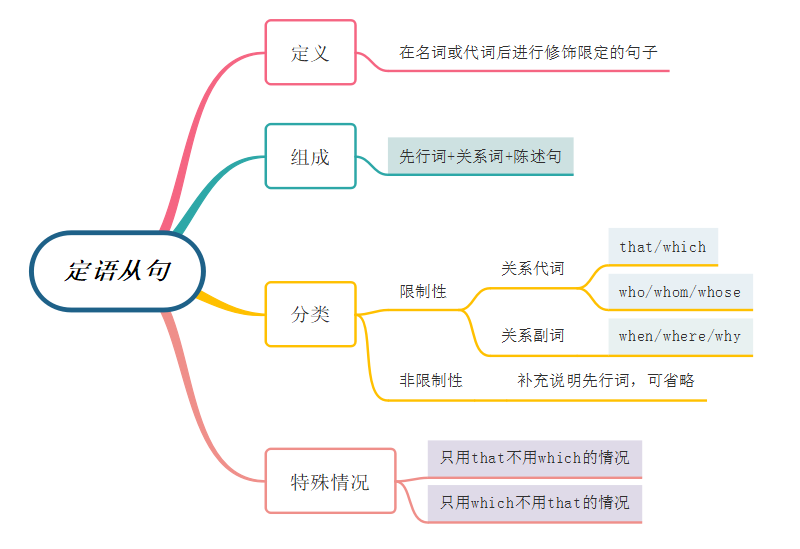 定义
在名词或代词后进行修饰限定的句子
组成
先行词+关系词+陈述句
定语从句
分类
限制性
关系代词
that/which
who/whom/whose
关系副词
when/where/why
非限制性
补充说明先行词，可省略
特殊情况
只用that不用which的情况
只用which不用that的情况